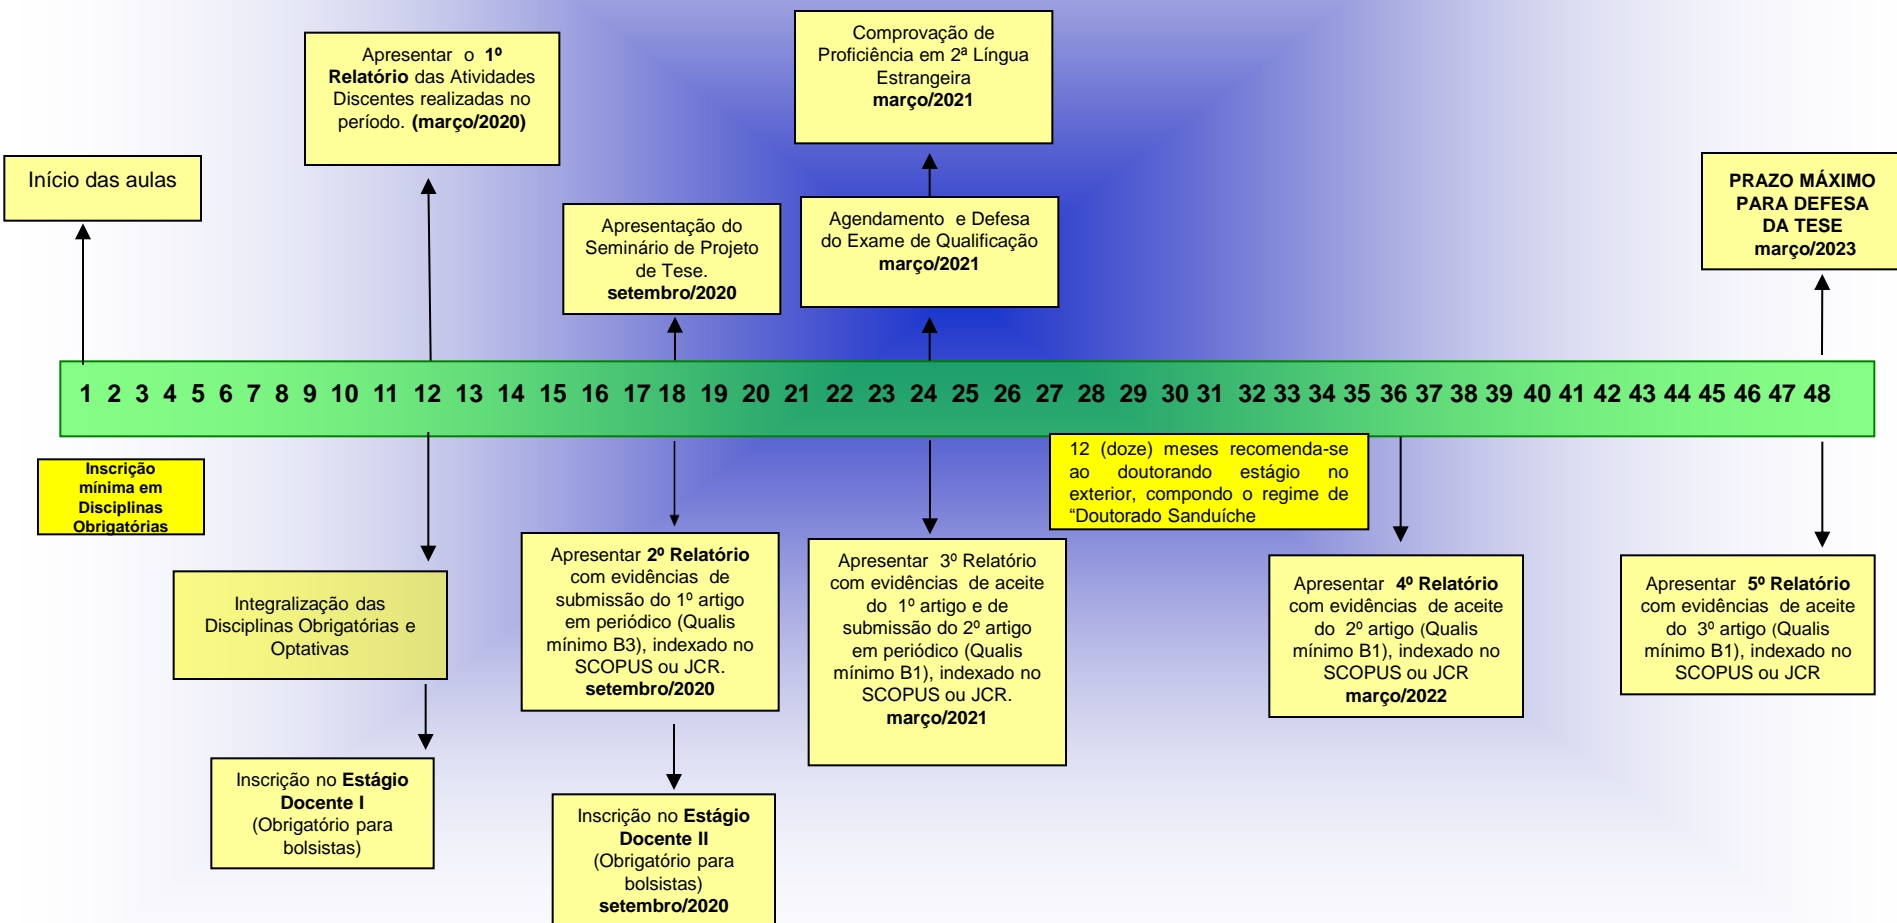 Comprovação de
Proficiência em 2ª Língua
Estrangeira
março/2021
Apresentar o 1º
Relatório das Atividades
Discentes realizadas no
período. (março/2020)
Início das aulas
PRAZO MÁXIMO
PARA DEFESA
DA TESE
março/2023
Apresentação do
Seminário de Projeto
de Tese.
setembro/2020
Agendamento e Defesa
do Exame de Qualificação
março/2021
1 2 3 4 5 6 7 8 9 10 11 12 13 14 15 16 17 18 19 20 21 22 23 24 25 26 27 28 29 30 31 32 33 34 35 36 37 38 39 40 41 42 43 44 45 46 47 48
Inscrição
mínima em
Disciplinas
Obrigatórias
12 (doze) meses recomenda-se
ao doutorando estágio no
exterior, compondo o regime de
“Doutorado Sanduíche
Integralização das
Disciplinas Obrigatórias e
Optativas
Apresentar 2º Relatório
com evidências de
submissão do 1º artigo
em periódico (Qualis
mínimo B3), indexado no
SCOPUS ou JCR.
setembro/2020
Apresentar 3º Relatório
com evidências de aceite
do 1º artigo e de
submissão do 2º artigo
em periódico (Qualis
mínimo B1), indexado no
SCOPUS ou JCR.
março/2021
Apresentar 4º Relatório
com evidências de aceite
do 2º artigo (Qualis
mínimo B1), indexado no
SCOPUS ou JCR
março/2022
Apresentar 5º Relatório
com evidências de aceite
do 3º artigo (Qualis
mínimo B1), indexado no
SCOPUS ou JCR
Inscrição no Estágio
Docente I
(Obrigatório para
bolsistas)
Inscrição no Estágio
Docente II
(Obrigatório para
bolsistas)
setembro/2020